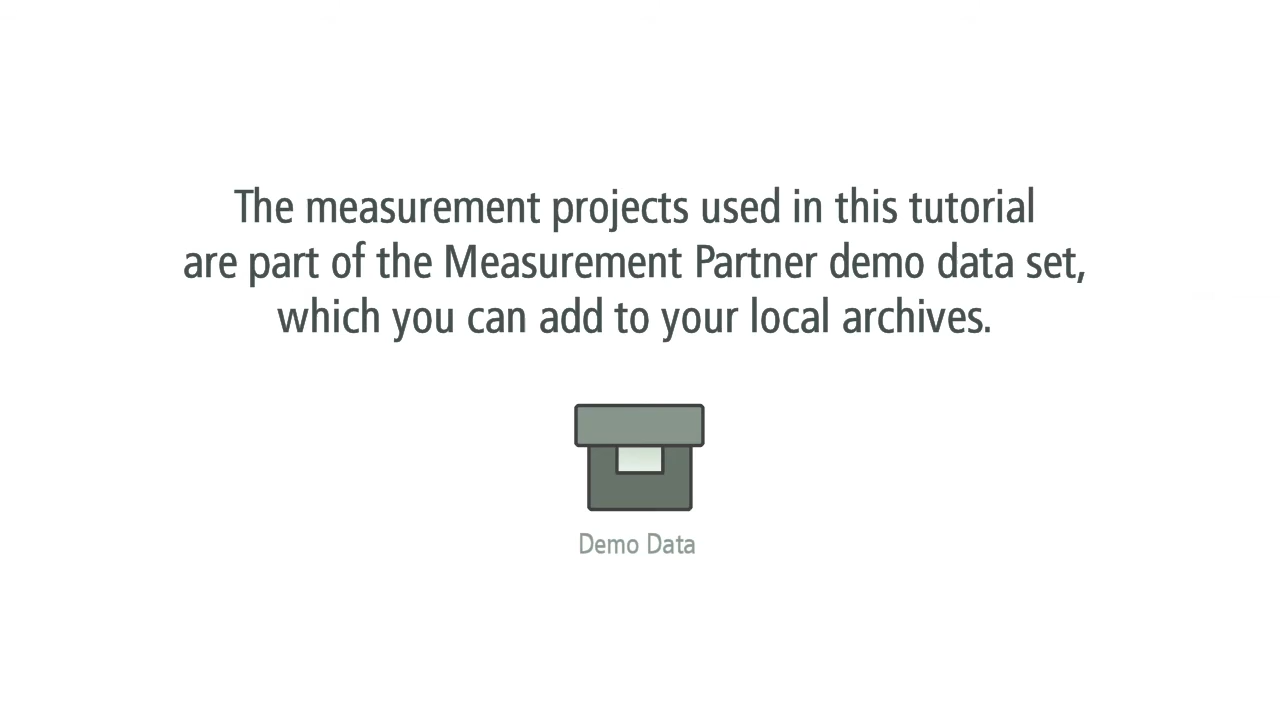 The measurement projects used in this tutorial
are part of the Measurement Partner demo data set,
which you can add to your local archives.
Demo Data